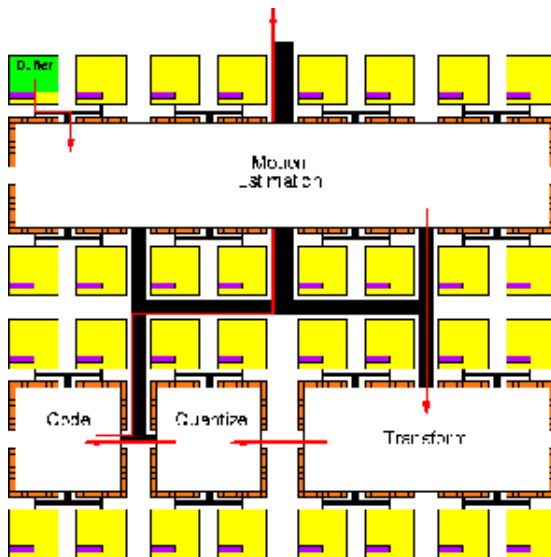 Buffer
Motion
Estimation
Code
Quantize
Transform